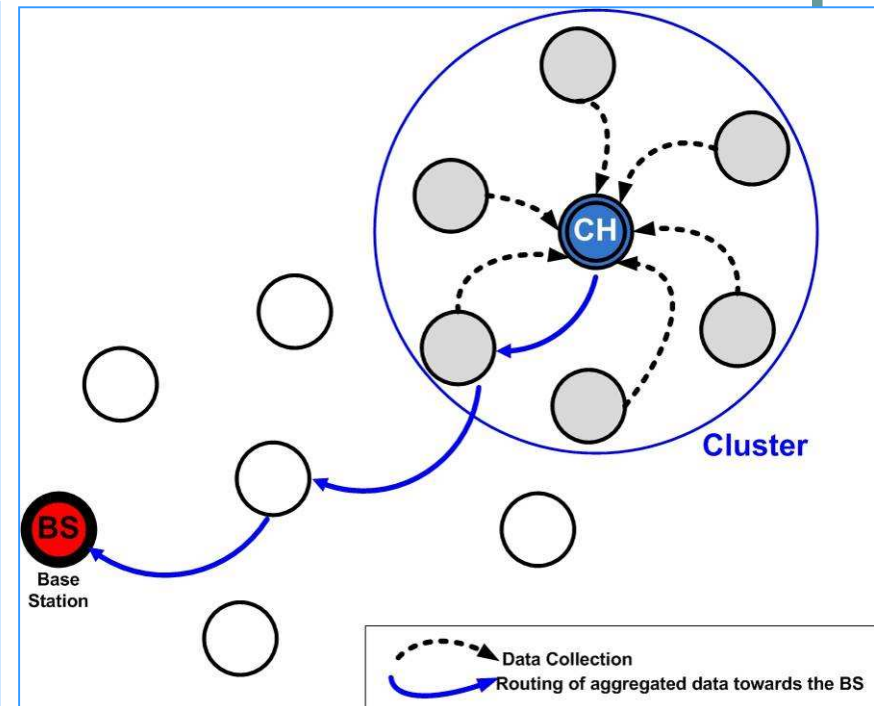 CH
Cluster
BS
Base
Station
Data Collection
Routing of aggregated data towards the BS